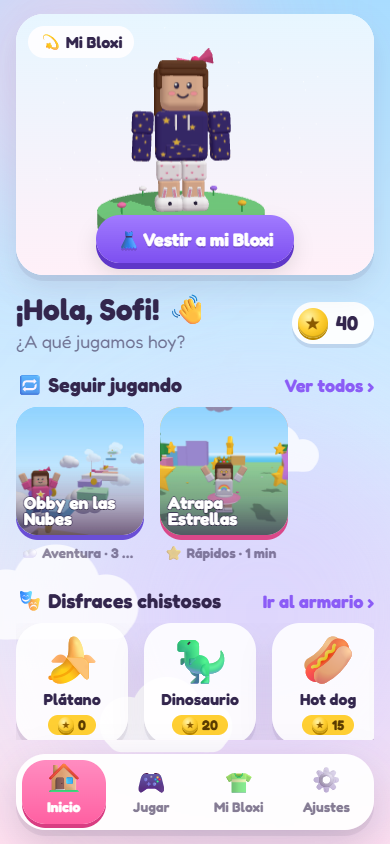 Mi Bloxi
Vestir a mi Bloxi
¡Hola, Sofi!
40
¿A qué jugamos hoy?
Seguir jugando
Ver todos ›
Obby en las
Nubes
Atrapa
Estrellas
Aventura · 3 ...
Rápidos · 1 min
Disfraces chistosos
Ir al armario ›
Plátano
Dinosaurio
Hot dog
0
20
15
Inicio
Jugar
Mi Bloxi
Ajustes